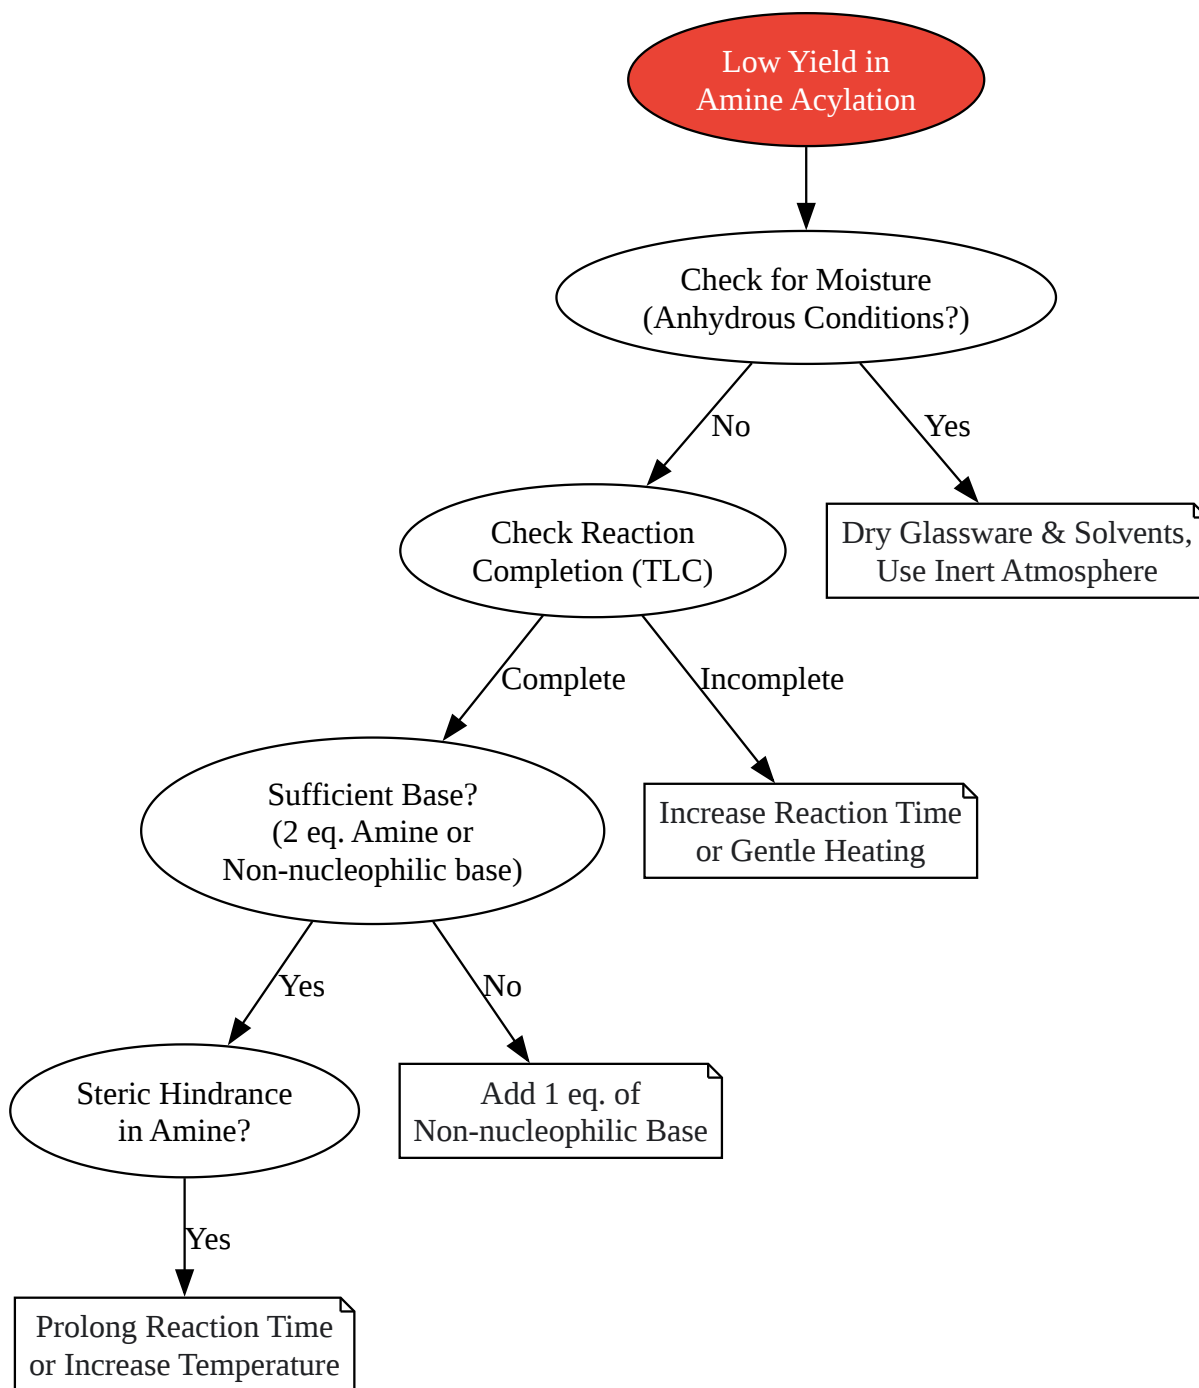 Low Yield in
Amine Acylation
Check for Moisture
(Anhydrous Conditions?)
No
Yes
Check Reaction
Completion (TLC)
Dry Glassware & Solvents,
Use Inert Atmosphere
Complete
Incomplete
Sufficient Base?
(2 eq. Amine or
Non-nucleophilic base)
Increase Reaction Time
or Gentle Heating
Yes
No
Steric Hindrance
in Amine?
Add 1 eq. of
Non-nucleophilic Base
Yes
Prolong Reaction Time
or Increase Temperature